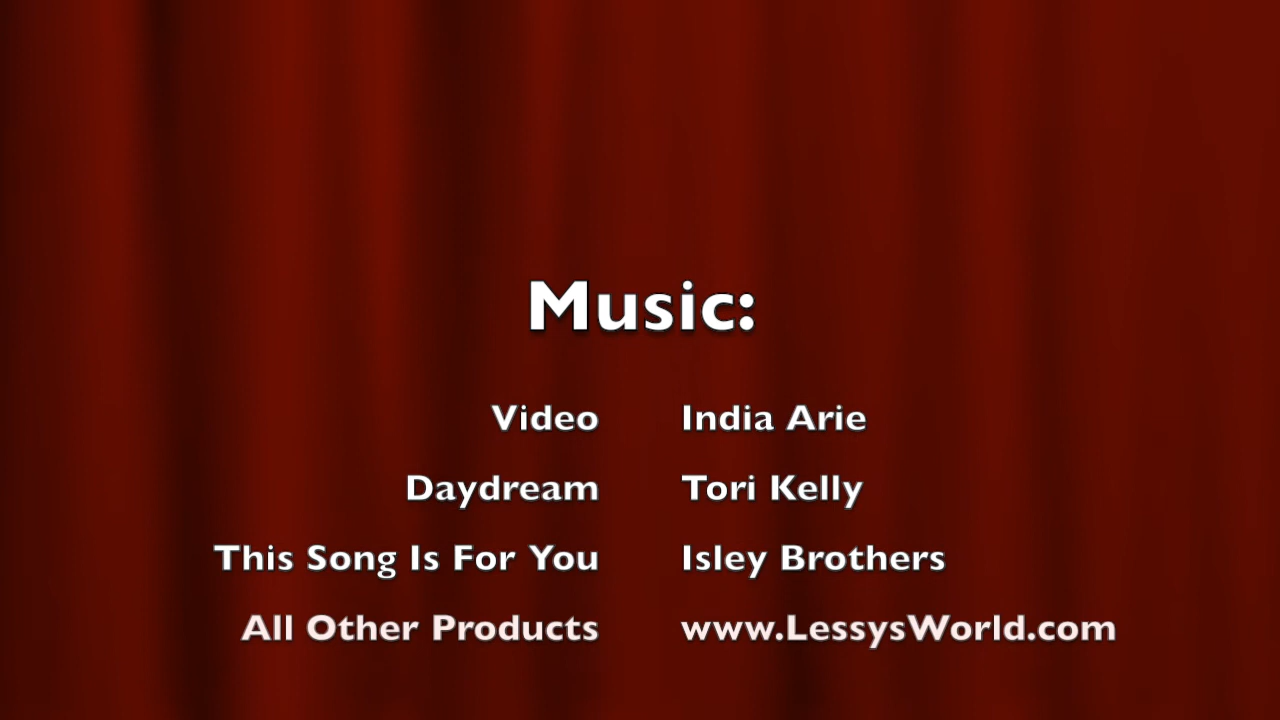 Music:
Video India Arie
Daydream Tori Kelly
This Song Is For You Isley Brothers
All Other Products www.LessysWorld.com